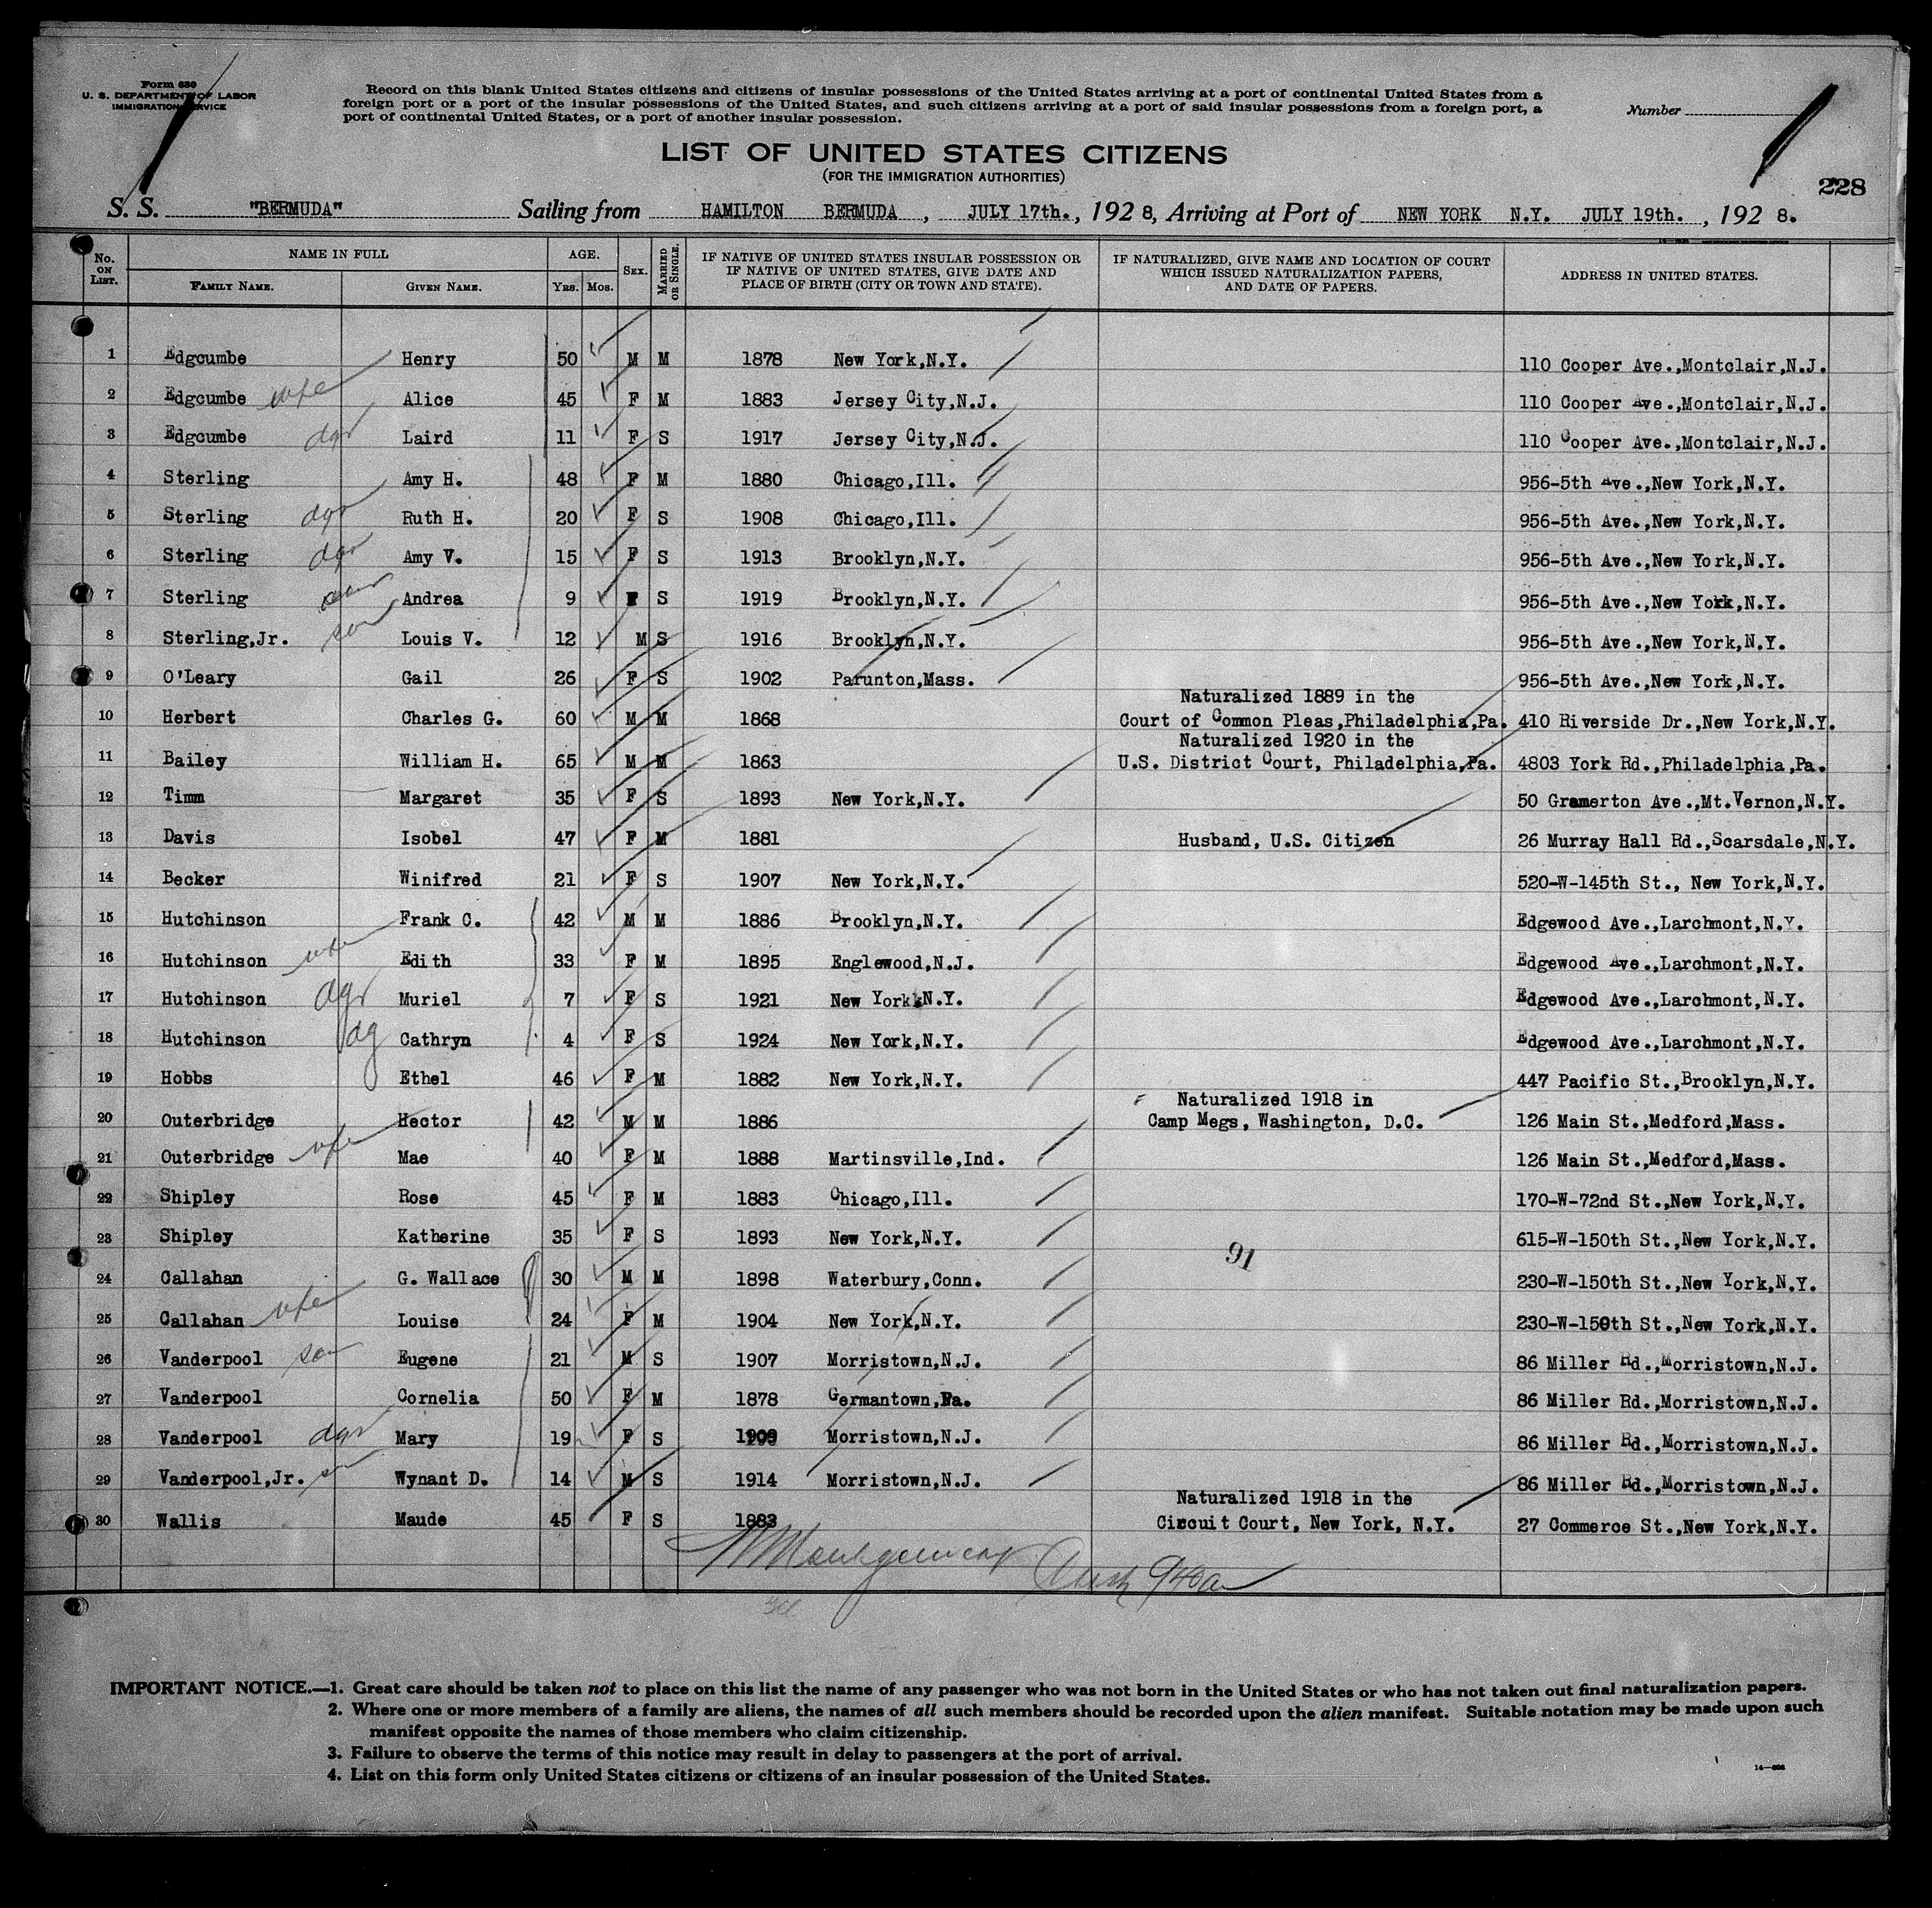 Form 630
U. S. DEPARTMENT OF LABOR
IMMIGRATION SERVICE
Record on this blank United States citizens and citizens of insular possessions of the United States arriving at a port of continental United States from a
foreign port or a port of the insular possessions of the United States, and such citizens arriving at a port of said insular possessions from a foreign port, a
port of continental United States, or a port of another insular possession.
Number
LIST OF UNITED STATES CITIZENS
(FOR THE IMMIGRATION AUTHORITIES)
228
S. S. "BERMUDA" Sailing from HAMILTON BERMUDA, JULY 17th., 1928, Arriving at Port of NEW YORK N.Y. JULY 19th., 1928.
No. ON LIST. NAME IN FULL FAMILY NAME. GIVEN NAME. AGE. YRS. MOS. SEX. MARRIED OR SINGLE. IF NATIVE OF UNITED STATES INSULAR POSSESSION OR IF NATIVE OF UNITED STATES, GIVE DATE AND PLACE OF BIRTH (CITY OR TOWN AND STATE). IF NATURALIZED, GIVE NAME AND LOCATION OF COURT WHICH ISSUED NATURALIZATION PAPERS, AND DATE OF PAPERS. ADDRESS IN UNITED STATES.
1 Edgcumbe Henry 50 M M 1878 New York,N.Y. 110 Cooper Ave.,Montclair,N.J.
2 Edgcumbe wfe Alice 45 F M 1883 Jersey City,N.J. 110 Cooper Ave.,Montclair,N.J.
3 Edgcumbe dgr Laird 11 F S 1917 Jersey City,N.J. 110 Cooper Ave.,Montclair,N.J.
4 Sterling Amy H. 48 F M 1880 Chicago,Ill. 956-5th Ave.,New York,N.Y.
5 Sterling dgr Ruth H. 20 F S 1908 Chicago,Ill. 956-5th Ave.,New York,N.Y.
6 Sterling dgr Amy V. 15 F S 1913 Brooklyn,N.Y. 956-5th Ave.,New York,N.Y.
7 Sterling Andrea 9 F S 1919 Brooklyn,N.Y. 956-5th Ave.,New York,N.Y.
8 Sterling,Jr. son Louis V. 12 M S 1916 Brooklyn,N.Y. 956-5th Ave.,New York,N.Y.
9 O'Leary Gail 26 F S 1902 Parunton,Mass. 956-5th Ave.,New York,N.Y.
Naturalized 1889 in the
10 Herbert Charles G. 60 M M 1868 Court of Common Pleas,Philadelphia,Pa. 410 Riverside Dr.,New York,N.Y.
Naturalized 1920 in the
11 Bailey William H. 65 M M 1863 U.S. District Court, Philadelphia,Pa. 4803 York Rd.,Philadelphia,Pa.
12 Timm Margaret 35 F S 1893 New York,N.Y. 50 Gramerton Ave.,Mt.Vernon,N.Y.
13 Davis Isobel 47 F M 1881 Husband, U.S. Citizen 26 Murray Hall Rd.,Scarsdale,N.Y.
14 Becker Winifred 21 F S 1907 New York,N.Y. 520-W-145th St., New York,N.Y.
15 Hutchinson Frank C. 42 M M 1886 Brooklyn,N.Y. Edgewood Ave.,Larchmont,N.Y.
16 Hutchinson wfe Edith 33 F M 1895 Englewood,N.J. Edgewood Ave.,Larchmont,N.Y.
17 Hutchinson dgr Muriel 7 F S 1921 New York,N.Y. Edgewood Ave.,Larchmont,N.Y.
18 Hutchinson dg Cathryn 4 F S 1924 New York,N.Y. Edgewood Ave.,Larchmont,N.Y.
19 Hobbs Ethel 46 F M 1882 New York,N.Y. 447 Pacific St.,Brooklyn,N.Y.
Naturalized 1918 in
20 Outerbridge Hector 42 M M 1886 Camp Megs, Washington, D.C. 126 Main St.,Medford,Mass.
21 Outerbridge wfe Mae 40 F M 1888 Martinsville,Ind. 126 Main St.,Medford,Mass.
22 Shipley Rose 45 F M 1883 Chicago,Ill. 170-W-72nd St.,New York,N.Y.
23 Shipley Katherine 35 F S 1893 New York,N.Y. 615-W-150th St.,New York,N.Y.
91
24 Callahan G. Wallace 30 M M 1898 Waterbury,Conn. 230-W-150th St.,New York,N.Y.
25 Callahan wfe Louise 24 F M 1904 New York,N.Y. 230-W-150th St.,New York,N.Y.
26 Vanderpool son Eugene 21 M S 1907 Morristown,N.J. 86 Miller Rd.,Morristown,N.J.
27 Vanderpool Cornelia 50 F M 1878 Germantown,Pa. 86 Miller Rd.,Morristown,N.J.
28 Vanderpool dgr Mary 19 F S 1909 Morristown,N.J. 86 Miller Rd.,Morristown,N.J.
29 Vanderpool,Jr. son Wynant D. 14 M S 1914 Morristown,N.J. 86 Miller Rd.,Morristown,N.J.
Naturalized 1918 in the
30 Wallis Maude 45 F S 1883 Circuit Court, New York, N.Y. 27 Commerce St.,New York,N.Y.
Montgomery 940a
IMPORTANT NOTICE.—1. Great care should be taken not to place on this list the name of any passenger who was not born in the United States or who has not taken out final naturalization papers.
2. Where one or more members of a family are aliens, the names of all such members should be recorded upon the alien manifest. Suitable notation may be made upon such
manifest opposite the names of those members who claim citizenship.
3. Failure to observe the terms of this notice may result in delay to passengers at the port of arrival.
4. List on this form only United States citizens or citizens of an insular possession of the United States.